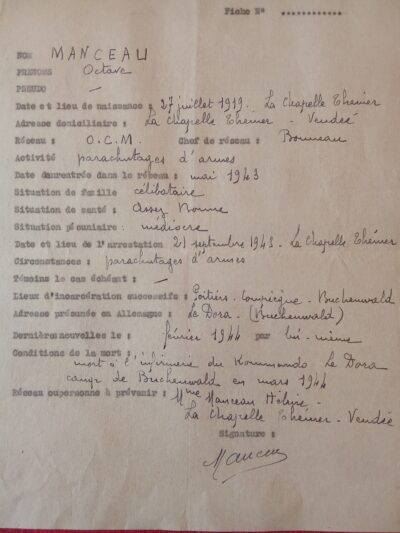 Fiche N° ............
NOM MANCEAU
PRENOMS Octave
PSEUDO —
Date et lieu de naissance : 27 juillet 1919. La Chapelle Thémer
Adresse domiciliaire : La Chapelle Thémer - Vendée
Réseau : O.C.M. Chef de réseau : Bonneau
Activité parachutages d'armes
Date dansentrée dans le réseau : mai 1943
Situation de famille célibataire
Situation de santé : assez bonne
Situation pécuniaire : médiocre
Date et lieu de l'arrestation 21 septembre 1943. La Chapelle Thémer
Circonstances : parachutages d'armes
Témoins le cas échéant : —
Lieux d'incarcération successifs : Poitiers. Compiègne. Buchenwald
Adresse présumée en Allemagne : Le Dora. (Buchenwald)
Dernières nouvelles le : février 1944 par lui-même
Conditions de la mort :
mort à l'infirmerie du Kommando Le Dora
camp de Buchenwald en mars 1944
Réseau oupersonne à prévenir : Mme Manceau Hélène -
La Chapelle Thémer - Vendée
Signature :
Manceau